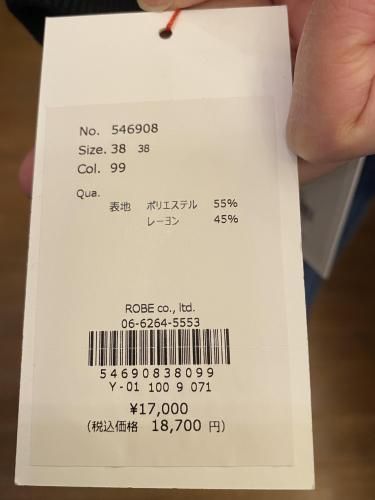 No. 546908
Size. 38 38
Col. 99
Qua.
表地 ポリエステル 55%
レーヨン 45%
ROBE co., ltd.
06-6264-5553
54690838099
Y-01 100 9 071
¥17,000
(税込価格 18,700 円)